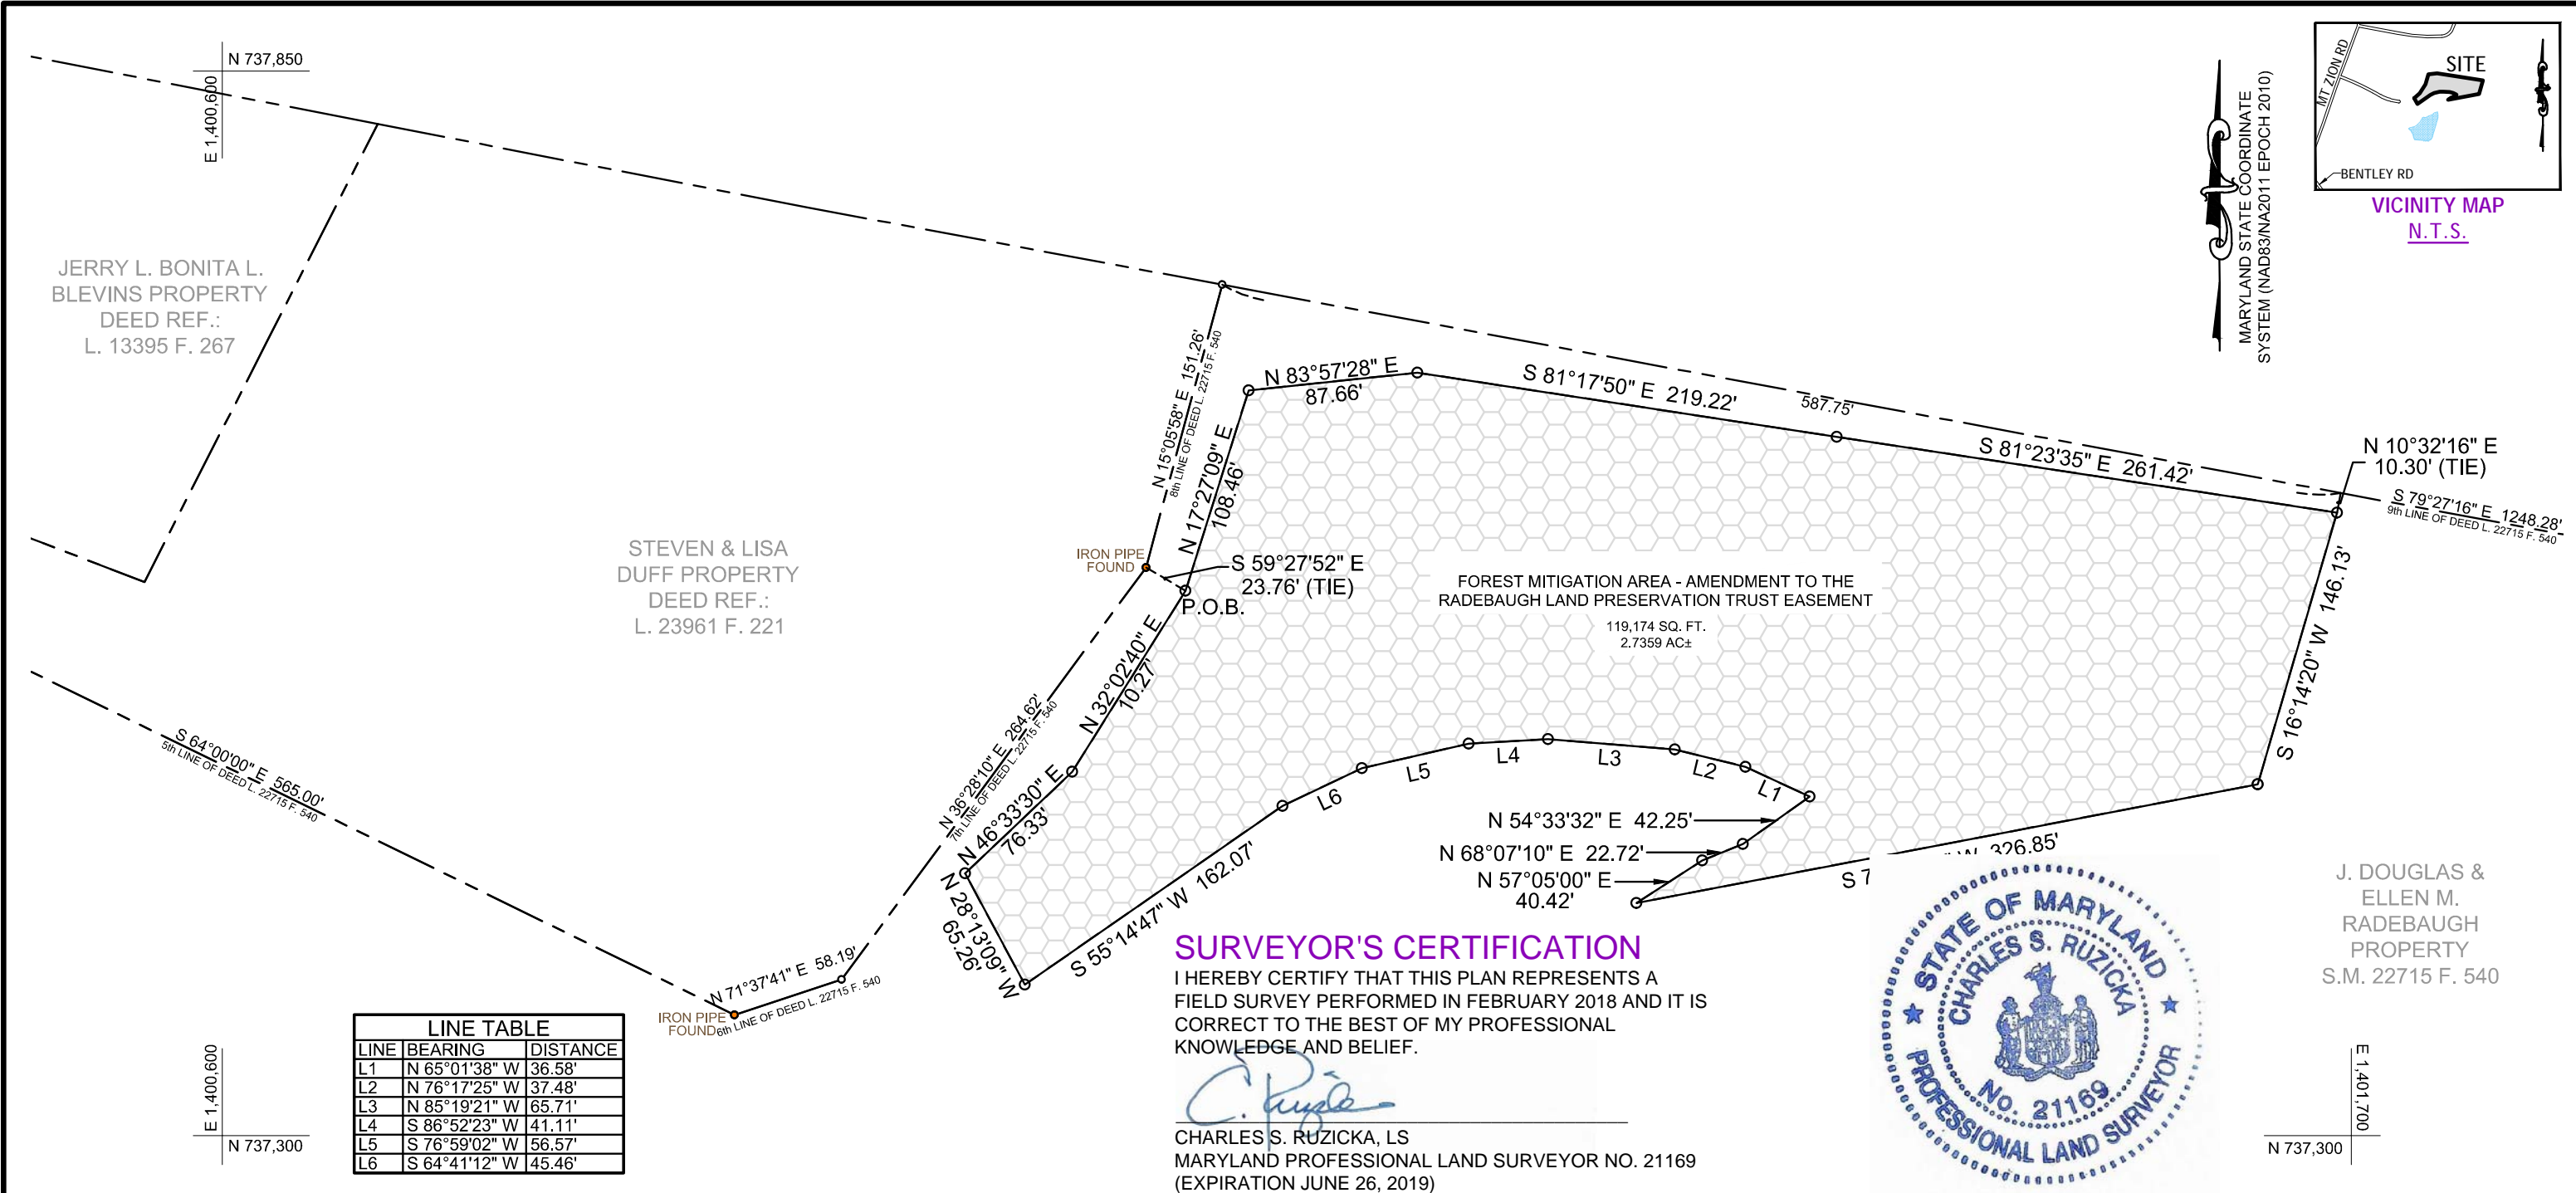 N 737,850
E 1,400,600
JERRY L. BONITA L.
BLEVINS PROPERTY
DEED REF.:
L. 13395 F. 267
STEVEN & LISA
DUFF PROPERTY
DEED REF.:
L. 23961 F. 221
S 64°00'00" E 565.00'
5th LINE OF DEED L. 22715 F. 540
N 71°37'41" E 58.19'
6th LINE OF DEED L. 22715 F. 540
IRON PIPE
FOUND
N 36°28'10" E 264.62'
7th LINE OF DEED L. 22715 F. 540
IRON PIPE
FOUND
N 15°05'58" E 151.26'
8th LINE OF DEED L. 22715 F. 540
N 17°27'09" E
108.46'
N 83°57'28" E
87.66'
S 81°17'50" E 219.22'
587.75'
S 81°23'35" E 261.42'
N 10°32'16" E
10.30' (TIE)
S 79°27'16" E 1248.28'
9th LINE OF DEED L. 22715 F. 540
S 59°27'52" E
23.76' (TIE)
P.O.B.
FOREST MITIGATION AREA - AMENDMENT TO THE
RADEBAUGH LAND PRESERVATION TRUST EASEMENT
119,174 SQ. FT.
2.7359 AC±
S 16°14'20" W 146.13'
N 32°02'40" E
10.27'
N 46°33'30" E
76.33'
N 28°13'09" W
65.26'
S 55°14'47" W 162.07'
L6
L5
L4
L3
L2
L1
N 54°33'32" E 42.25'
N 68°07'10" E 22.72'
N 57°05'00" E
40.42'
S 7 W 326.85'
MARYLAND STATE COORDINATE
SYSTEM (NAD83/NA2011 EPOCH 2010)
MT ZION RD
SITE
BENTLEY RD
VICINITY MAP
N.T.S.
J. DOUGLAS &
ELLEN M.
RADEBAUGH
PROPERTY
S.M. 22715 F. 540
SURVEYOR'S CERTIFICATION
I HEREBY CERTIFY THAT THIS PLAN REPRESENTS A
FIELD SURVEY PERFORMED IN FEBRUARY 2018 AND IT IS
CORRECT TO THE BEST OF MY PROFESSIONAL
KNOWLEDGE AND BELIEF.
CHARLES S. RUZICKA, LS
MARYLAND PROFESSIONAL LAND SURVEYOR NO. 21169
(EXPIRATION JUNE 26, 2019)
STATE OF MARYLAND
CHARLES S. RUZICKA
No. 21169
PROFESSIONAL LAND SURVEYOR
LINE TABLE
LINE BEARING DISTANCE
L1 N 65°01'38" W 36.58'
L2 N 76°17'25" W 37.48'
L3 N 85°19'21" W 65.71'
L4 S 86°52'23" W 41.11'
L5 S 76°59'02" W 56.57'
L6 S 64°41'12" W 45.46'
E 1,400,600
N 737,300
E 1,401,700
N 737,300